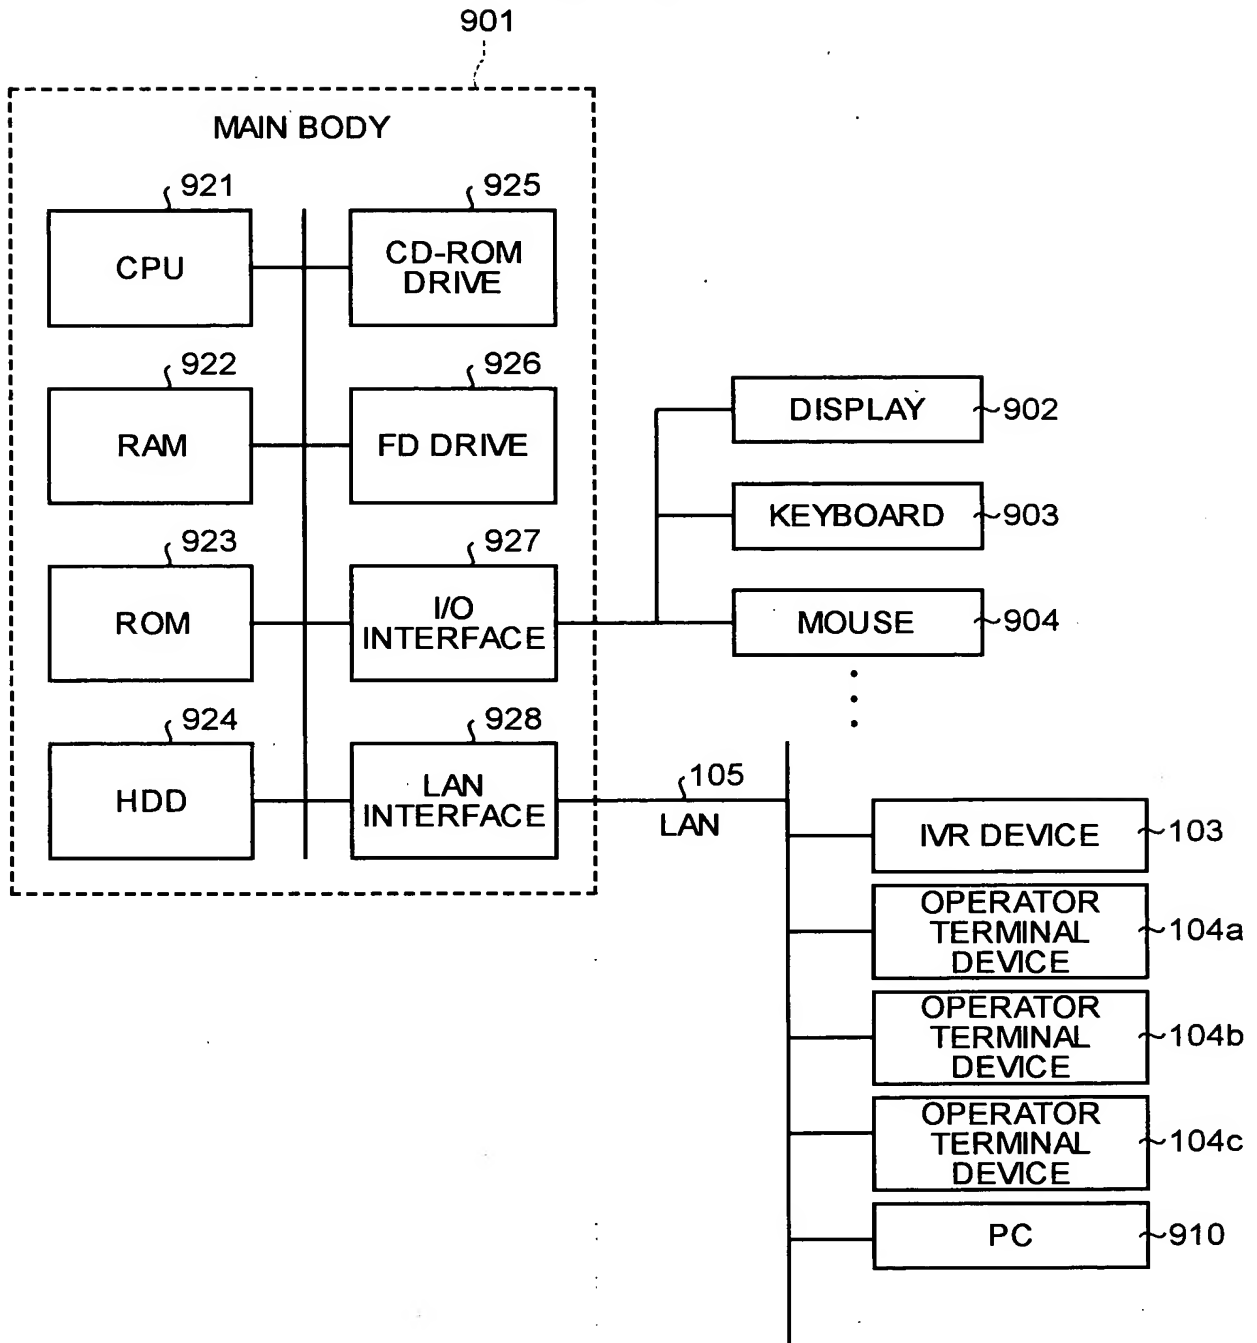 901
MAIN BODY
921
925
CPU
CD-ROM
DRIVE
922
926
RAM
FD DRIVE
DISPLAY
902
KEYBOARD
903
923
927
ROM
I/O
INTERFACE
MOUSE
904
924
928
HDD
LAN
INTERFACE
105
LAN
IVR DEVICE
103
OPERATOR
TERMINAL
DEVICE
104a
OPERATOR
TERMINAL
DEVICE
104b
OPERATOR
TERMINAL
DEVICE
104c
PC
910